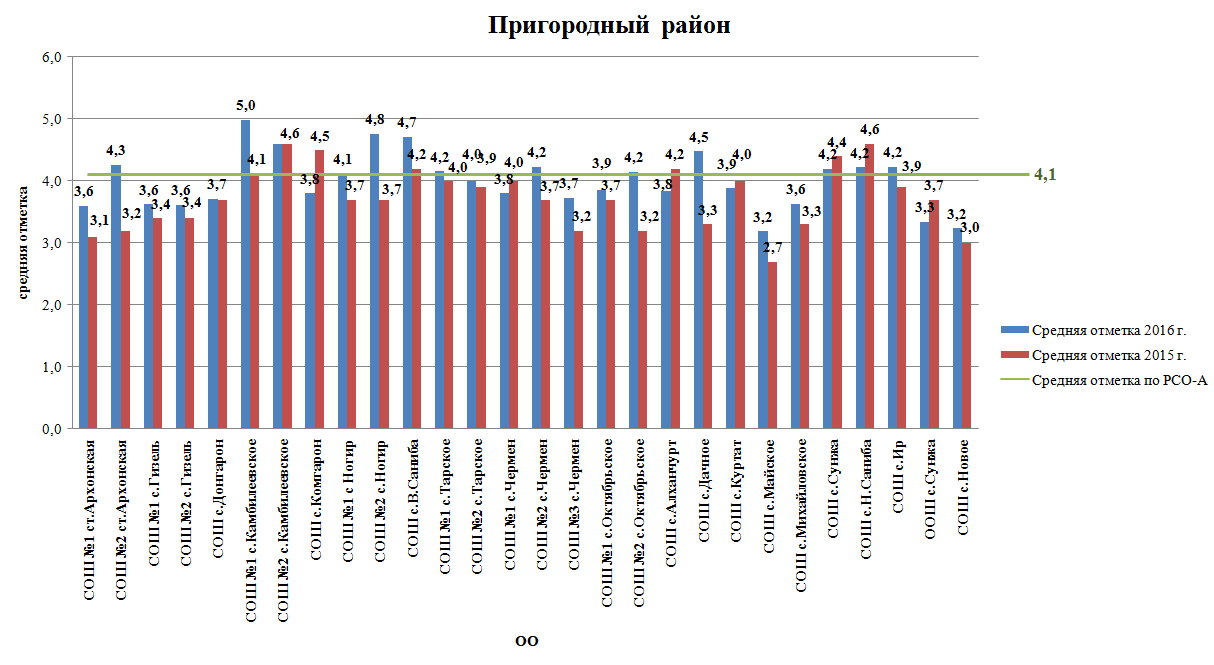 Пригородный район
6,0
5,0
4,0
3,0
2,0
1,0
0,0
средняя отметка
3,6
3,1
4,3
3,2
3,6
3,4
3,6
3,4
3,7
5,0
4,1
4,6
3,8
4,5
4,1
3,7
4,8
3,7
4,7
4,2
4,2
4,0
4,0
3,9
3,8
4,0
4,2
3,7
3,7
3,2
3,9
3,7
4,2
3,2
3,8
4,2
4,5
3,3
3,9
4,0
3,2
2,7
3,6
3,3
4,2
4,4
4,2
4,6
4,2
3,9
3,3
3,7
3,2
3,0
4,1
Средняя отметка 2016 г.
Средняя отметка 2015 г.
Средняя отметка по РСО-А
СОШ №1 ст.Архонская
СОШ №2 ст.Архонская
СОШ №1 с.Гизель
СОШ №2 с.Гизель
СОШ с.Донгарон
СОШ №1 с.Камбилеевское
СОШ №2 с.Камбилеевское
СОШ с.Комгарон
СОШ №1 с Ногир
СОШ №2 с.Ногир
СОШ с.В.Саниба
СОШ №1 с.Тарское
СОШ №2 с.Тарское
СОШ №1 с.Чермен
СОШ №2 с.Чермен
СОШ №3 с.Чермен
СОШ №1 с.Октябрьское
СОШ №2 с.Октябрьское
СОШ с.Алханчурт
СОШ с.Дачное
СОШ с.Куртат
СОШ с.Майское
СОШ с.Михайловское
СОШ с.Сунжа
СОШ с.Н.Саниба
СОШ с.Ир
ООШ с.Сунжа
СОШ с.Новое
ОО